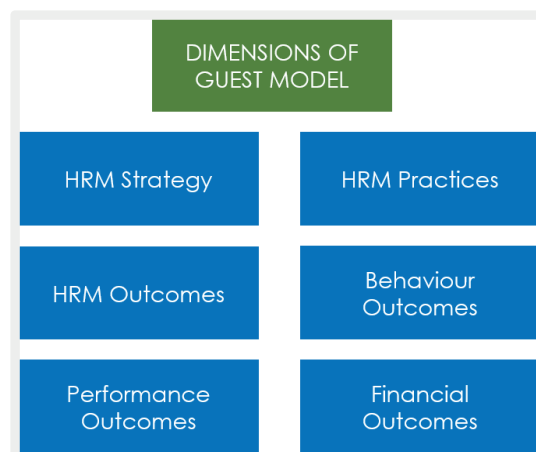 DIMENSIONS OF
GUEST MODEL
HRM Strategy
HRM Practices
HRM Outcomes
Behaviour
Outcomes
Performance
Outcomes
Financial
Outcomes